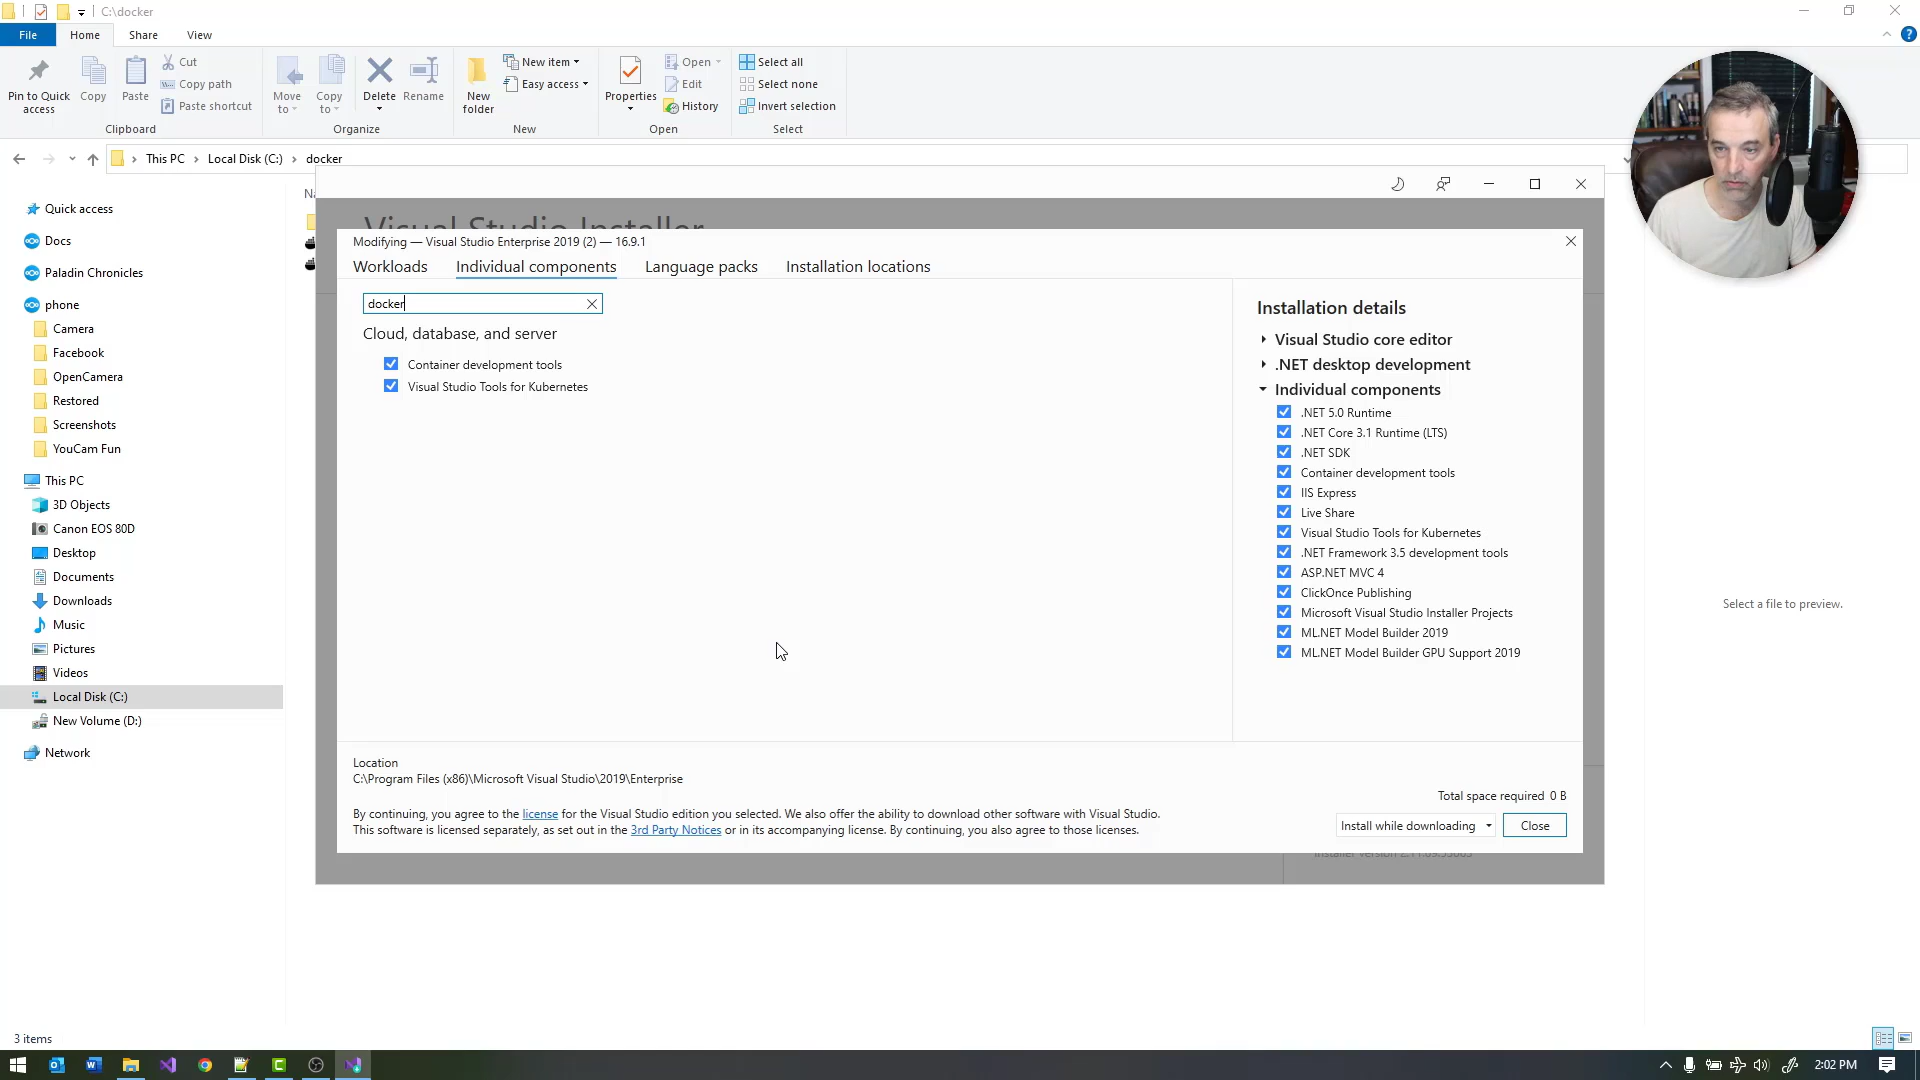 C:\docker
File
Home
Share
View
Pin to Quick access
Copy
Paste
Cut
Copy path
Paste shortcut
Clipboard
Move to
Copy to
Delete
Rename
Organize
New folder
New item
Easy access
New
Properties
Open
Edit
History
Open
Select all
Select none
Invert selection
Select
This PC
Local Disk (C:)
docker
Quick access
Docs
Paladin Chronicles
phone
Camera
Facebook
OpenCamera
Restored
Screenshots
YouCam Fun
This PC
3D Objects
Canon EOS 80D
Desktop
Documents
Downloads
Music
Pictures
Videos
Local Disk (C:)
New Volume (D:)
Network
3 items
Na
Visual Studio Installer
Modifying — Visual Studio Enterprise 2019 (2) — 16.9.1
Workloads
Individual components
Language packs
Installation locations
docker
Cloud, database, and server
Container development tools
Visual Studio Tools for Kubernetes
Installation details
Visual Studio core editor
.NET desktop development
Individual components
.NET 5.0 Runtime
.NET Core 3.1 Runtime (LTS)
.NET SDK
Container development tools
IIS Express
Live Share
Visual Studio Tools for Kubernetes
.NET Framework 3.5 development tools
ASP.NET MVC 4
ClickOnce Publishing
Microsoft Visual Studio Installer Projects
ML.NET Model Builder 2019
ML.NET Model Builder GPU Support 2019
Location
C:\Program Files (x86)\Microsoft Visual Studio\2019\Enterprise
By continuing, you agree to the license for the Visual Studio edition you selected. We also offer the ability to download other software with Visual Studio.
This software is licensed separately, as set out in the 3rd Party Notices or in its accompanying license. By continuing, you also agree to those licenses.
Total space required 0 B
Install while downloading
Close
Select a file to preview.
2:02 PM